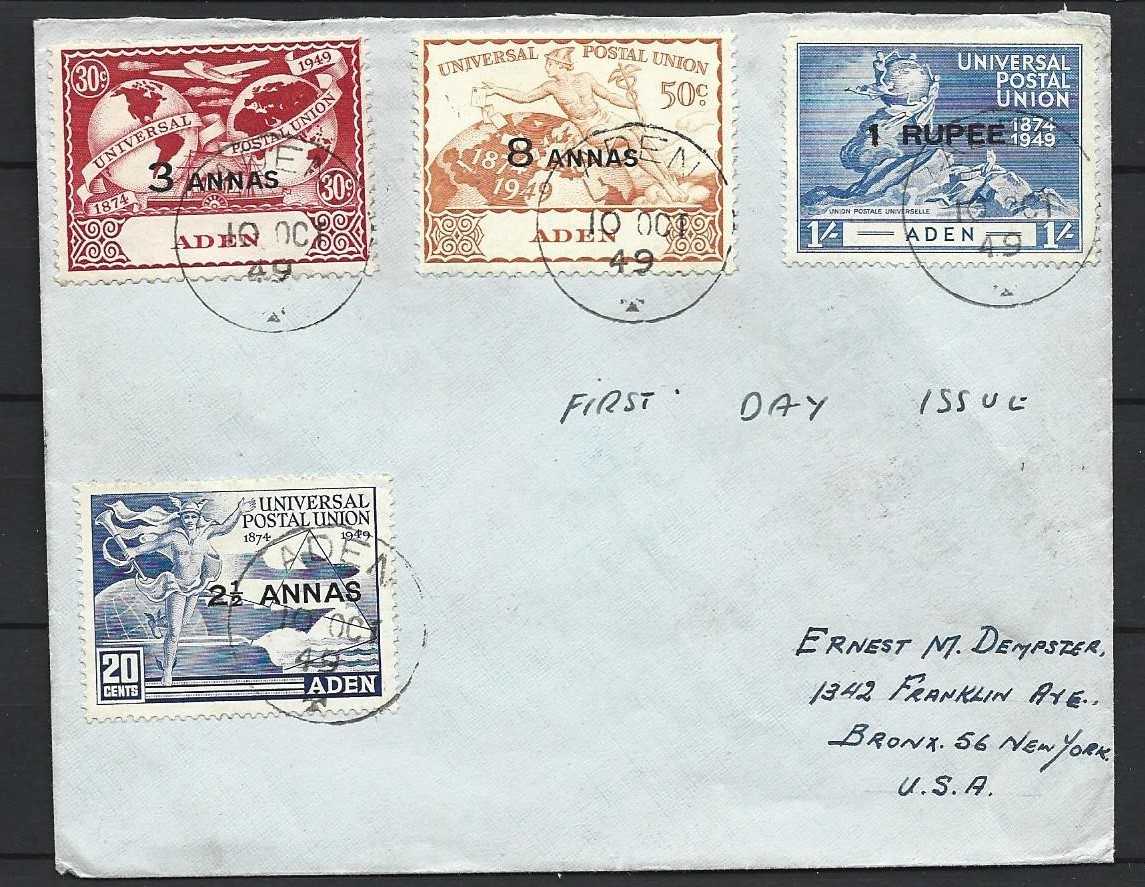 30c
1949
UNIVERSAL
POSTAL UNION
3 ANNAS
1874
30c
ADEN
ADEN
10 OCT
49
UNIVERSAL POSTAL UNION
50c.
8 ANNAS
1874
1949
ADEN
ADEN
10 OCT
49
UNIVERSAL
POSTAL
UNION
1 RUPEE
1874
1949
UNION POSTALE UNIVERSELLE
1/- ADEN 1/-
10 OCT
49
FIRST DAY ISSUE
UNIVERSAL
POSTAL UNION
1874 1949
ADEN
2½ ANNAS
10 OCT
49
20
CENTS
ADEN
ERNEST M. DEMPSTER,
1342 FRANKLIN AVE.,
BRONX. 56 NEW YORK.
U.S.A.